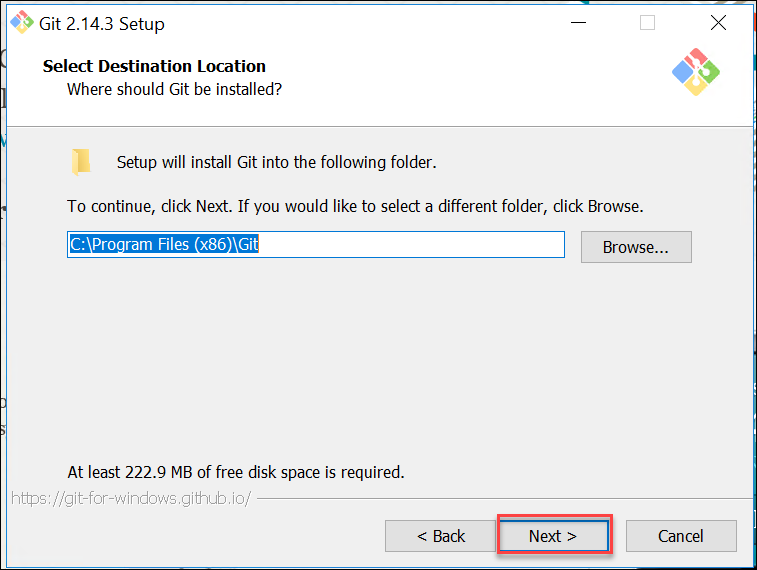 Git 2.14.3 Setup
Select Destination Location
Where should Git be installed?
Setup will install Git into the following folder.
To continue, click Next. If you would like to select a different folder, click Browse.
C:\Program Files (x86)\Git
Browse...
At least 222.9 MB of free disk space is required.
https://git-for-windows.github.io/
< Back
Next >
Cancel